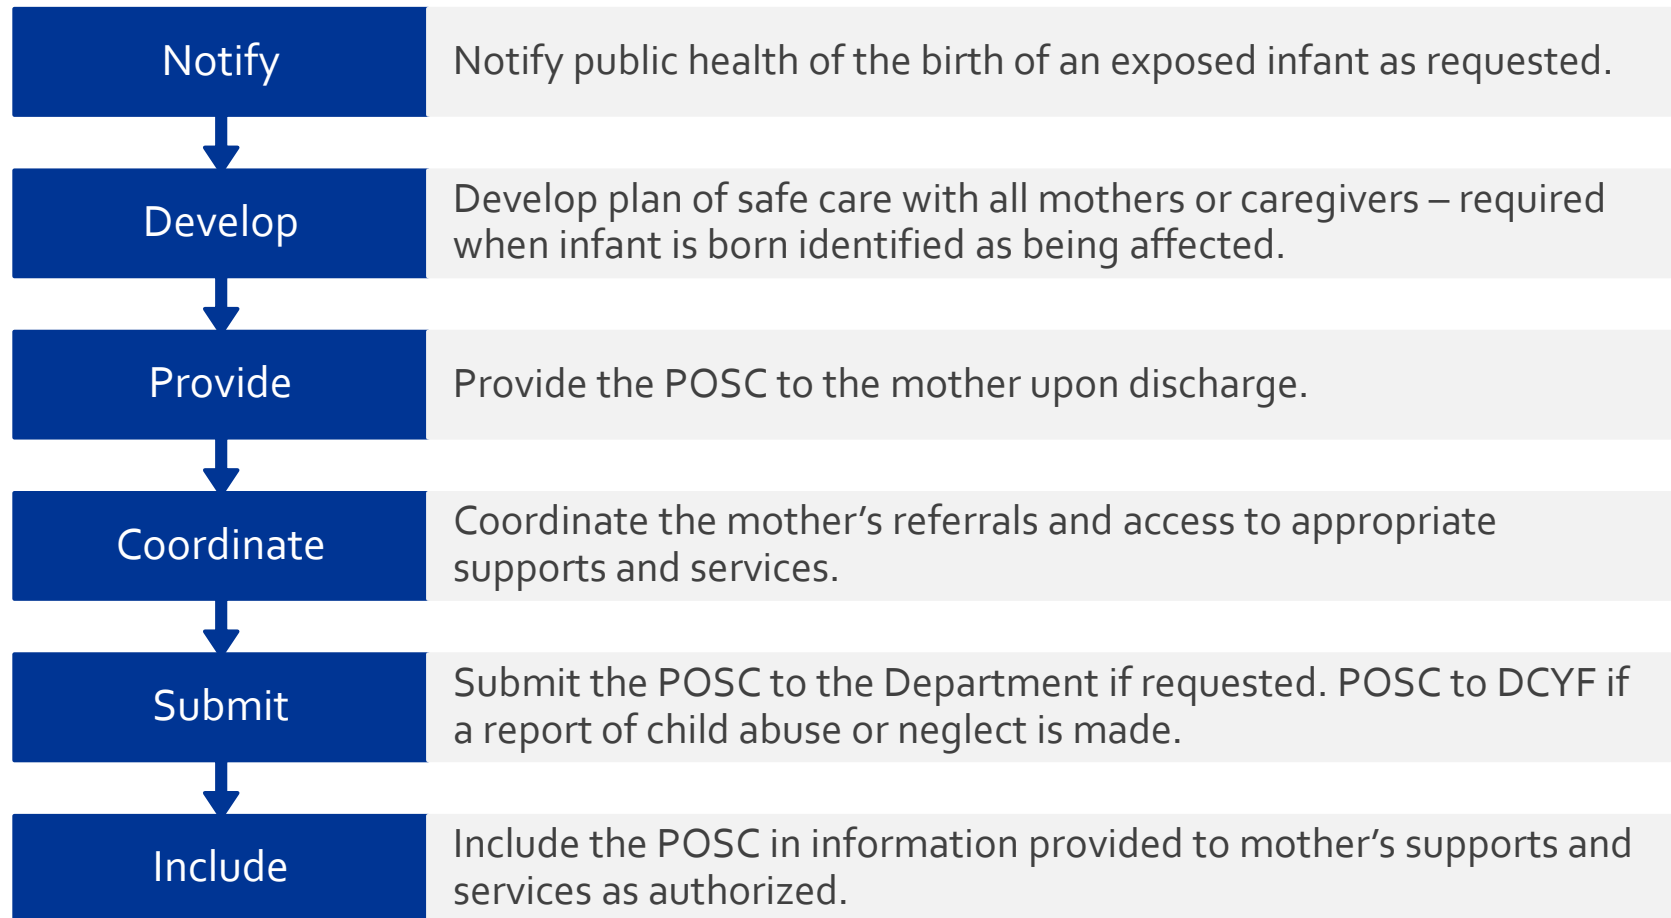 Notify
Notify public health of the birth of an exposed infant as requested.
Develop
Develop plan of safe care with all mothers or caregivers – required
when infant is born identified as being affected.
Provide
Provide the POSC to the mother upon discharge.
Coordinate
Coordinate the mother’s referrals and access to appropriate
supports and services.
Submit
Submit the POSC to the Department if requested. POSC to DCYF if
a report of child abuse or neglect is made.
Include
Include the POSC in information provided to mother’s supports and
services as authorized.